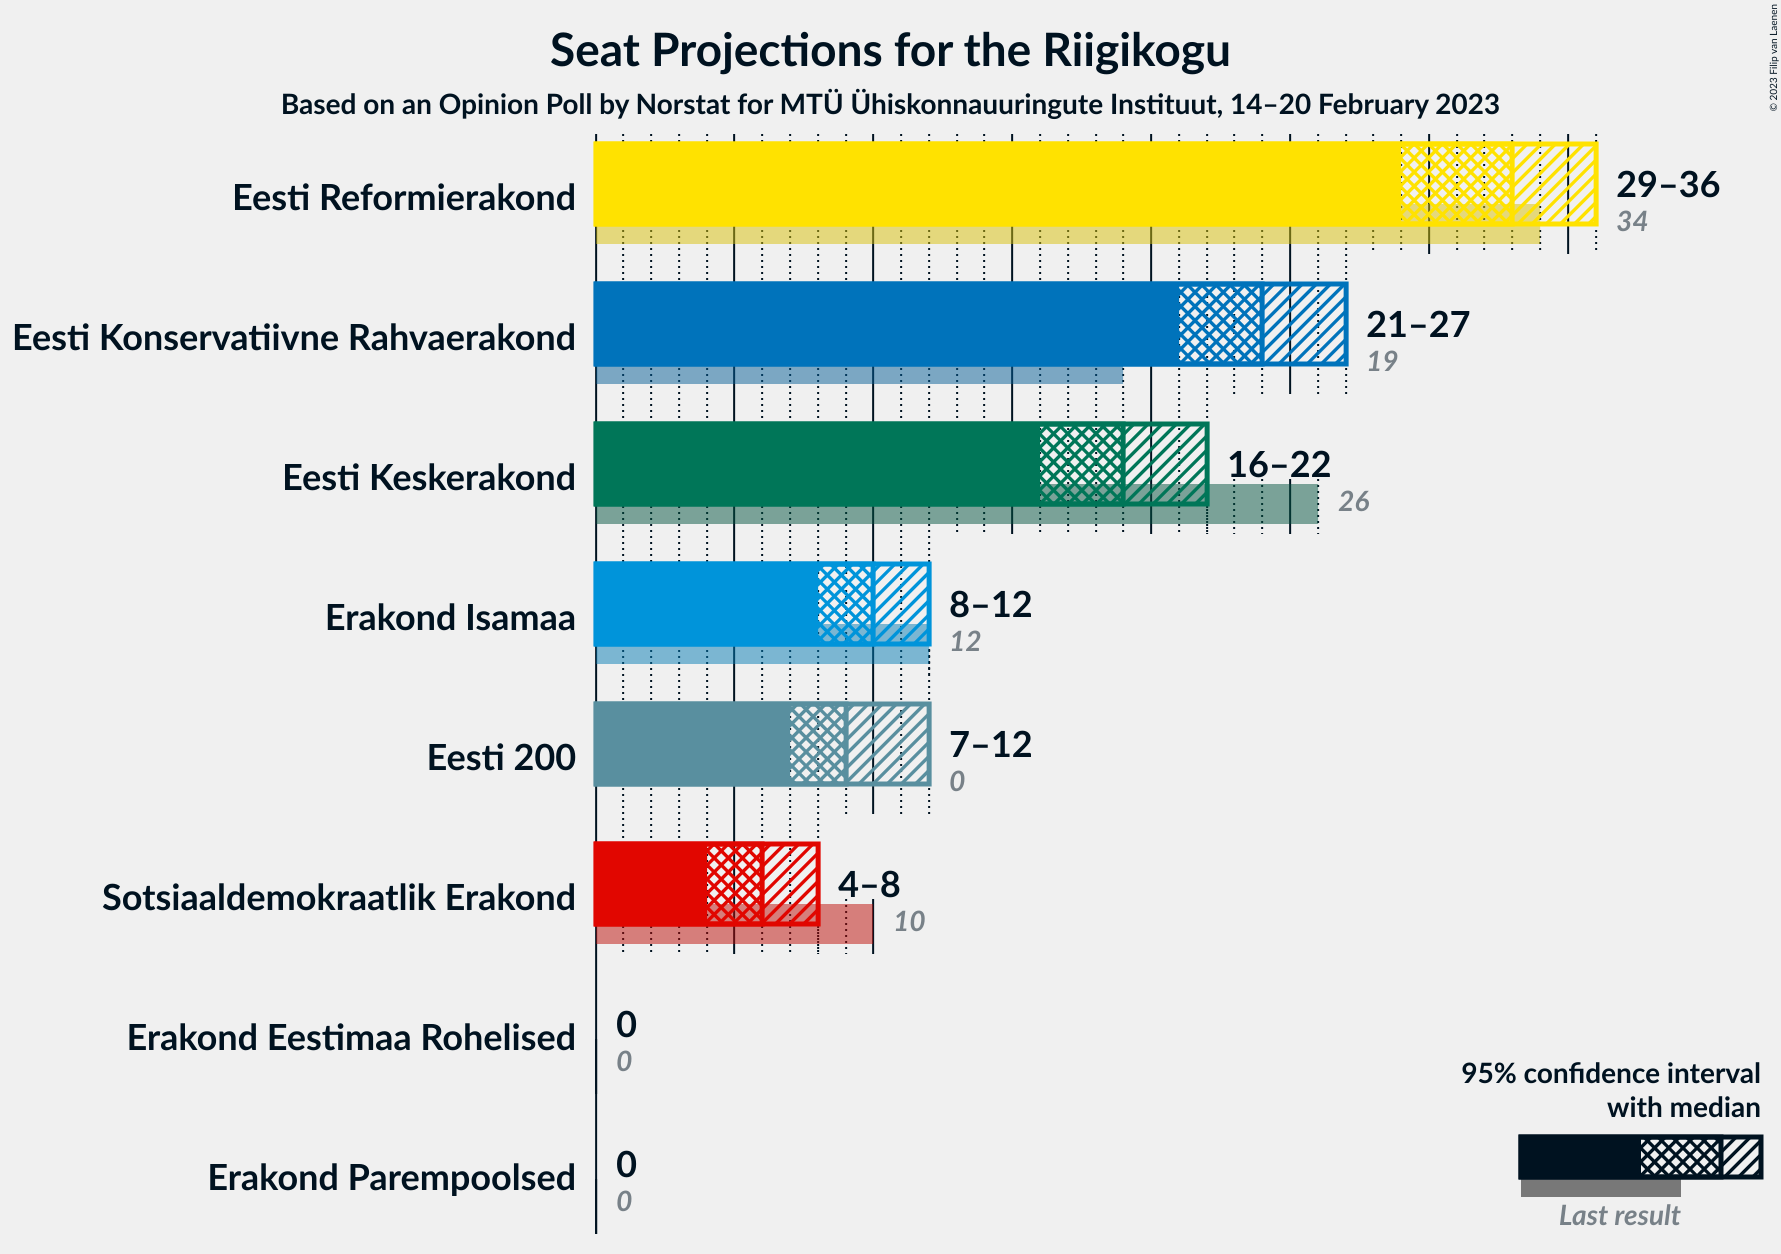 Seat Projections for the Riigikogu
Based on an Opinion Poll by Norstat for MTÜ Ühiskonnauuringute Instituut, 14–20 February 2023
© 2023 Filip van Laenen
Eesti Reformierakond
29–36
34
Eesti Konservatiivne Rahvaerakond
21–27
19
Eesti Keskerakond
16–22
26
Erakond Isamaa
8–12
12
Eesti 200
7–12
0
Sotsiaaldemokraatlik Erakond
4–8
10
Erakond Eestimaa Rohelised
0
0
Erakond Parempoolsed
0
0
95% confidence interval
with median
Last result